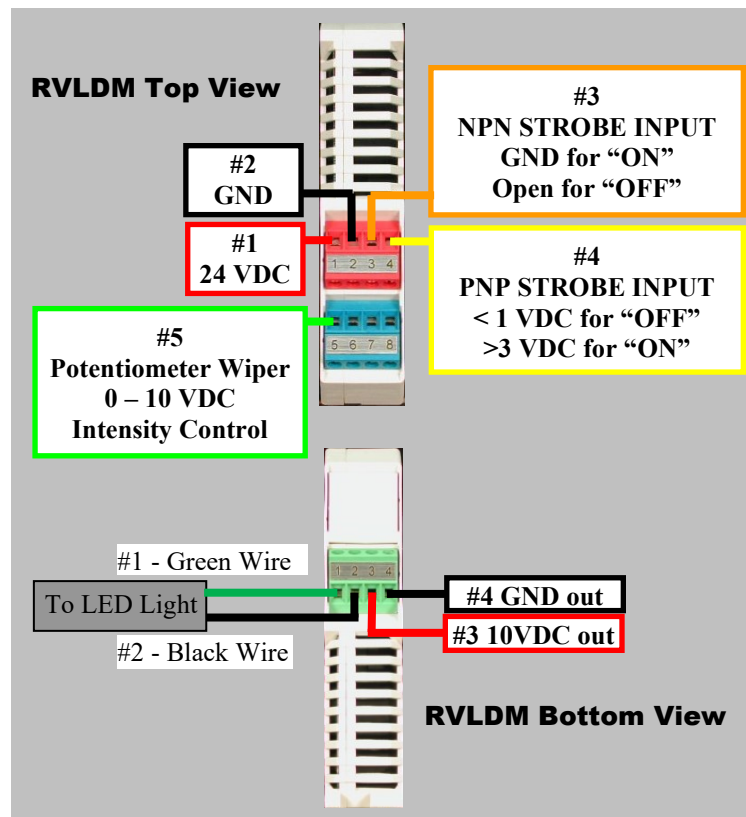 RVLDM Top View
#2
GND
#1
24 VDC
#3
NPN STROBE INPUT
GND for “ON”
Open for “OFF”
#4
PNP STROBE INPUT
< 1 VDC for “OFF”
>3 VDC for “ON”
1 2 3 4
5 6 7 8
#5
Potentiometer Wiper
0 – 10 VDC
Intensity Control
1 2 3 4
#1 - Green Wire
To LED Light
#2 - Black Wire
#4 GND out
#3 10VDC out
RVLDM Bottom View